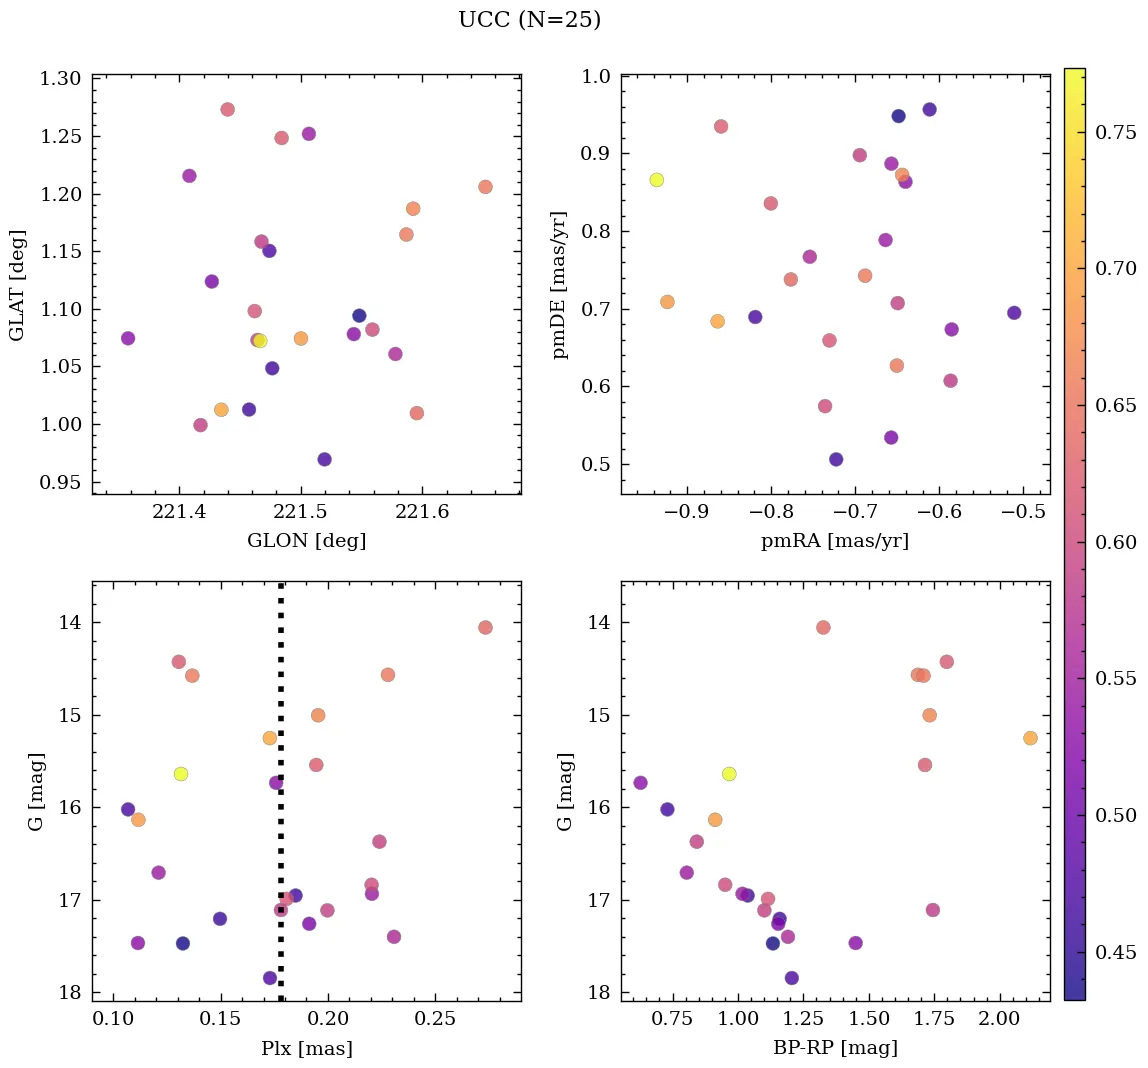 UCC (N=25)
1.30
1.25
1.20
1.15
1.10
1.05
1.00
0.95
GLAT [deg]
221.4 221.5 221.6
GLON [deg]
1.0
0.9
0.8
0.7
0.6
0.5
pmDE [mas/yr]
−0.9 −0.8 −0.7 −0.6 −0.5
pmRA [mas/yr]
14
15
16
17
18
G [mag]
0.10 0.15 0.20 0.25
Plx [mas]
14
15
16
17
18
G [mag]
0.75 1.00 1.25 1.50 1.75 2.00
BP-RP [mag]
0.75
0.70
0.65
0.60
0.55
0.50
0.45